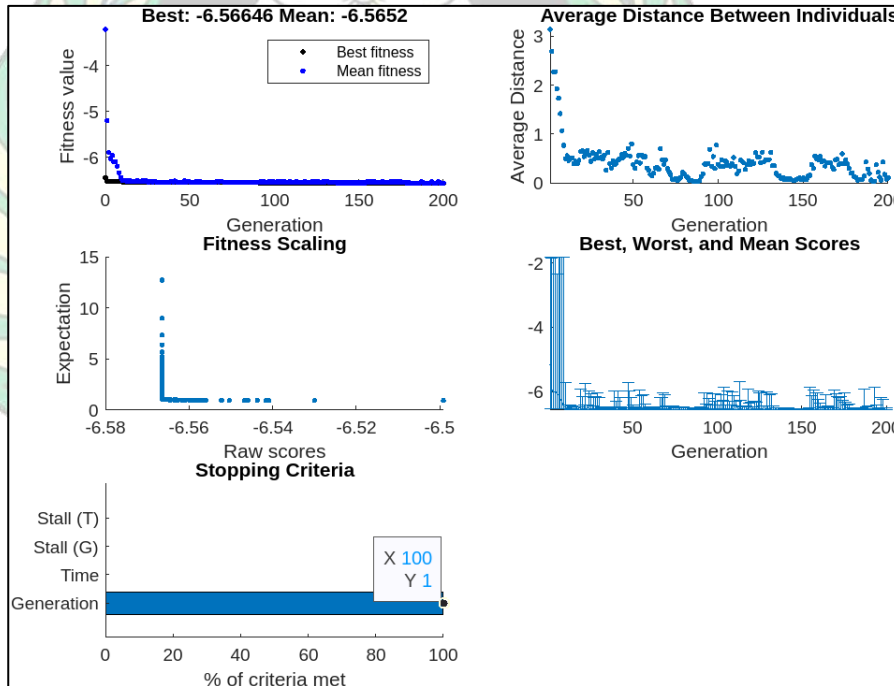 Best: -6.56646 Mean: -6.5652
Fitness value
-4
-5
-6
Best fitness
Mean fitness
0
50
100
150
200
Generation
Average Distance Between Individuals
Average Distance
3
2
1
0
50
100
150
200
Generation
Fitness Scaling
Expectation
15
10
5
0
-6.58
-6.56
-6.54
-6.52
-6.5
Raw scores
Best, Worst, and Mean Scores
-2
-4
-6
50
100
150
200
Generation
Stopping Criteria
Stall (T)
Stall (G)
Time
Generation
X 100
Y 1
0
20
40
60
80
100
% of criteria met